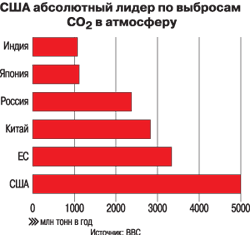 США абсолютный лидер по выбросам
CO2 в атмосферу
Индия
Япония
Россия
Китай
ЕС
США
0 1000 2000 3000 4000 5000
млн тонн в год
Источник: BBC